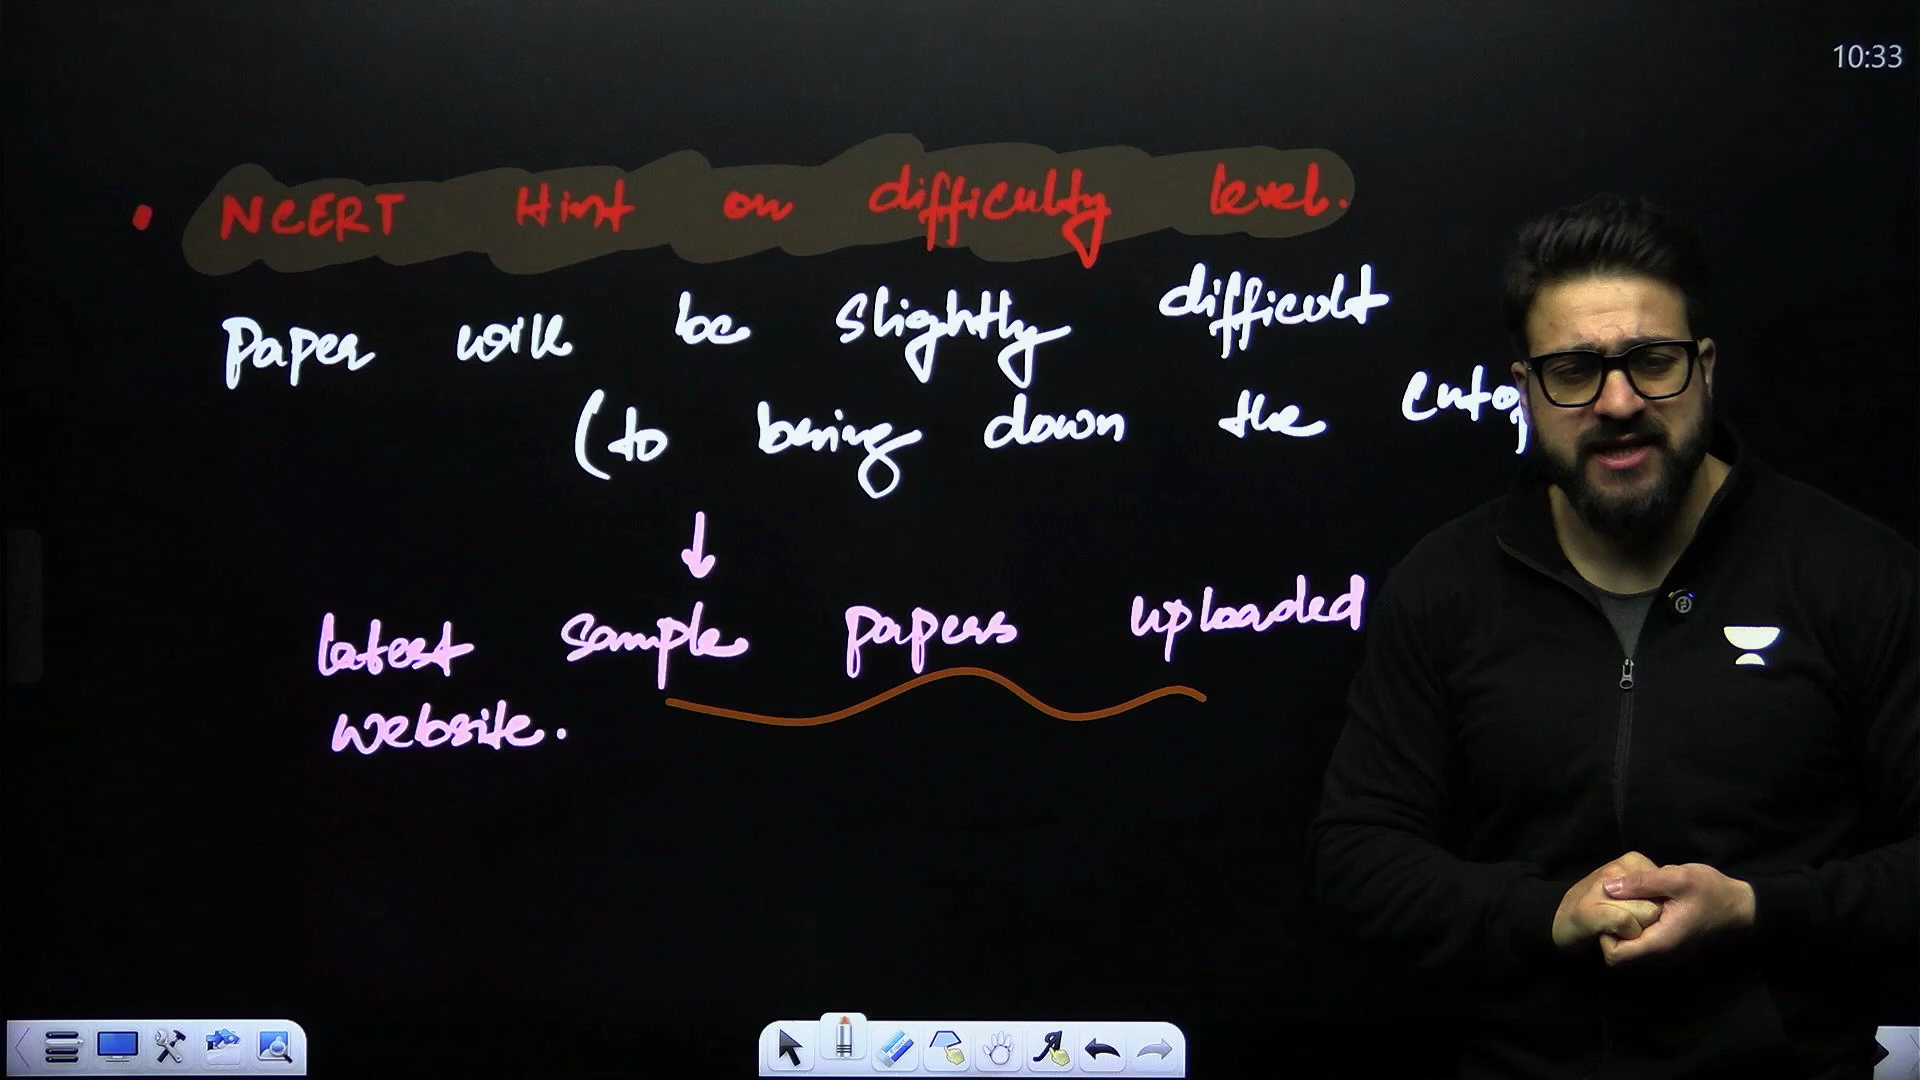 10:33
• NCERT Hint on difficulty level.
Paper will be slightly difficult
(to bring down the
↓
latest sample papers uploaded
website.